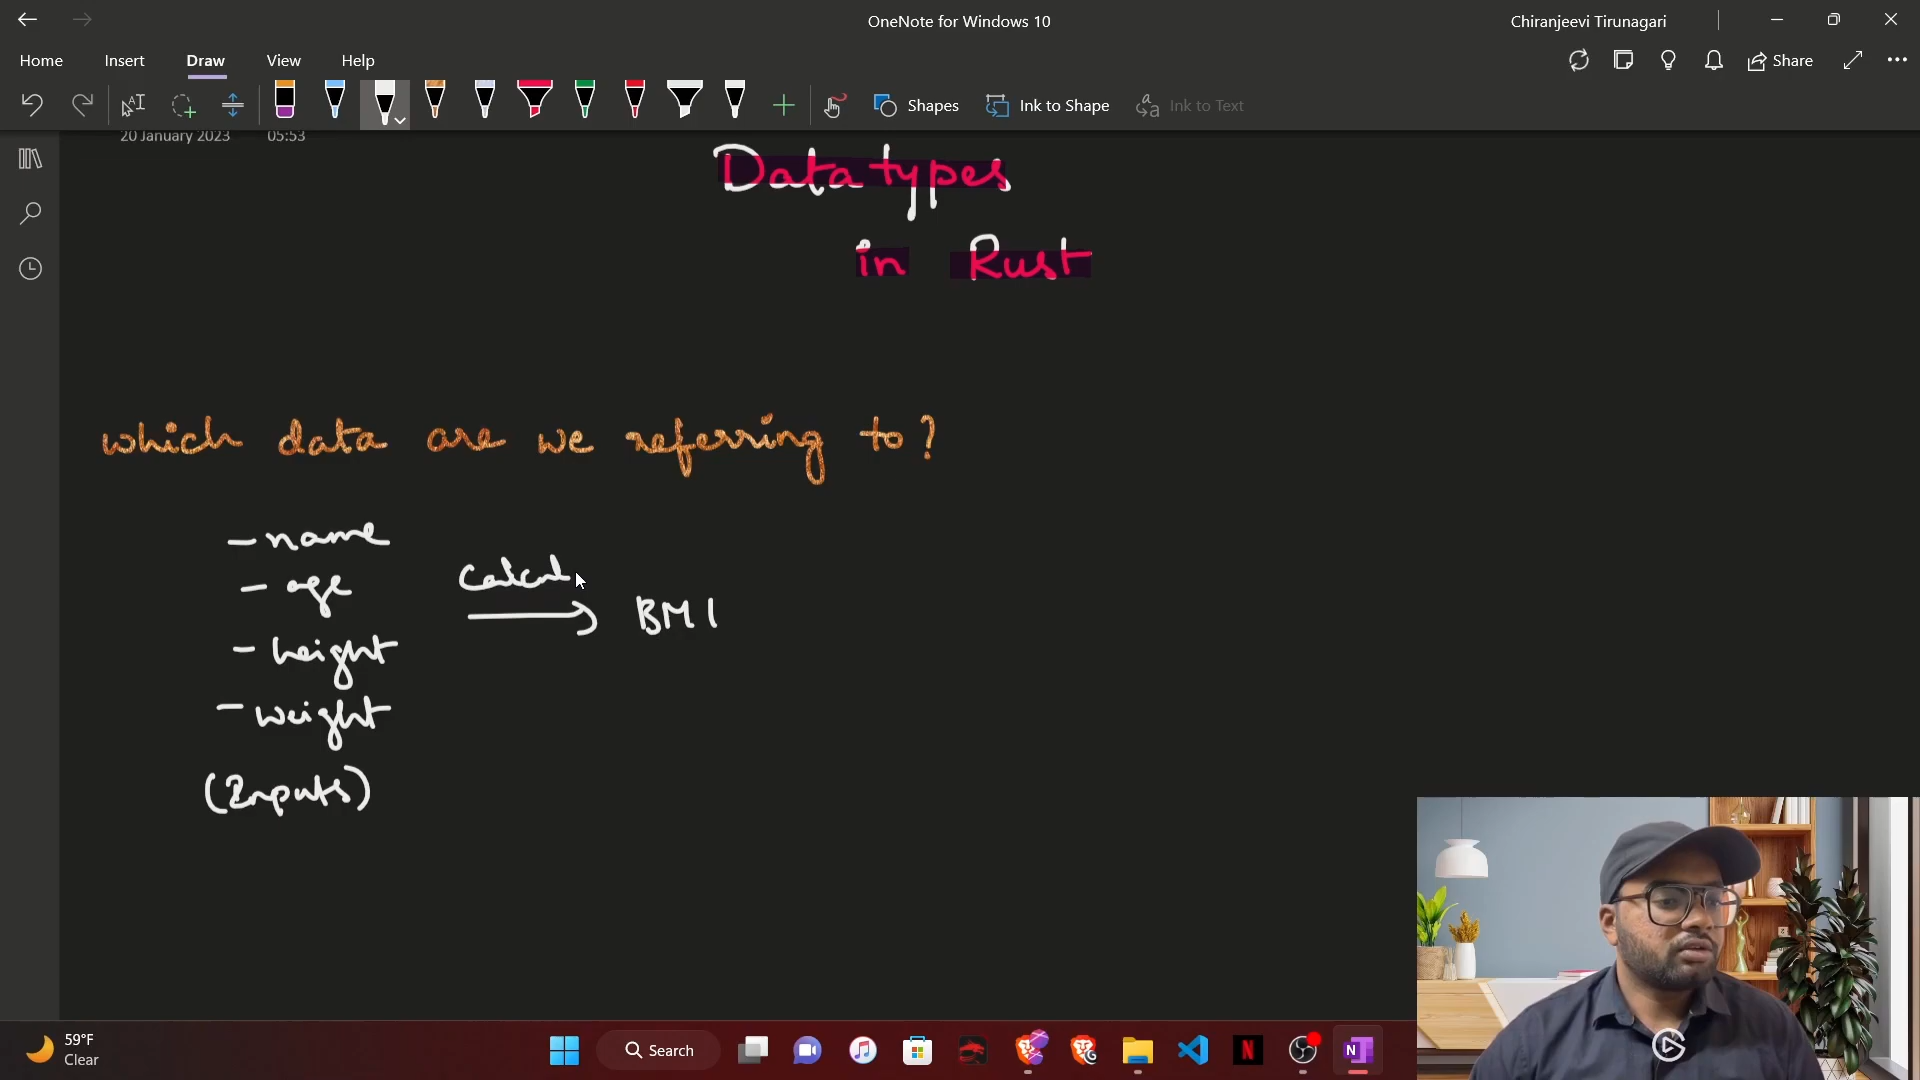 OneNote for Windows 10
Chiranjeevi Tirunagari
Home Insert Draw View Help
Share
Shapes Ink to Shape Ink to Text
20 January 2023 05:53
Datatypes
in Rust
which data are we referring to?
- name
- age
- height
- weight
(Inputs)
Calcul
BMI
59°F
Clear
Search
N
N